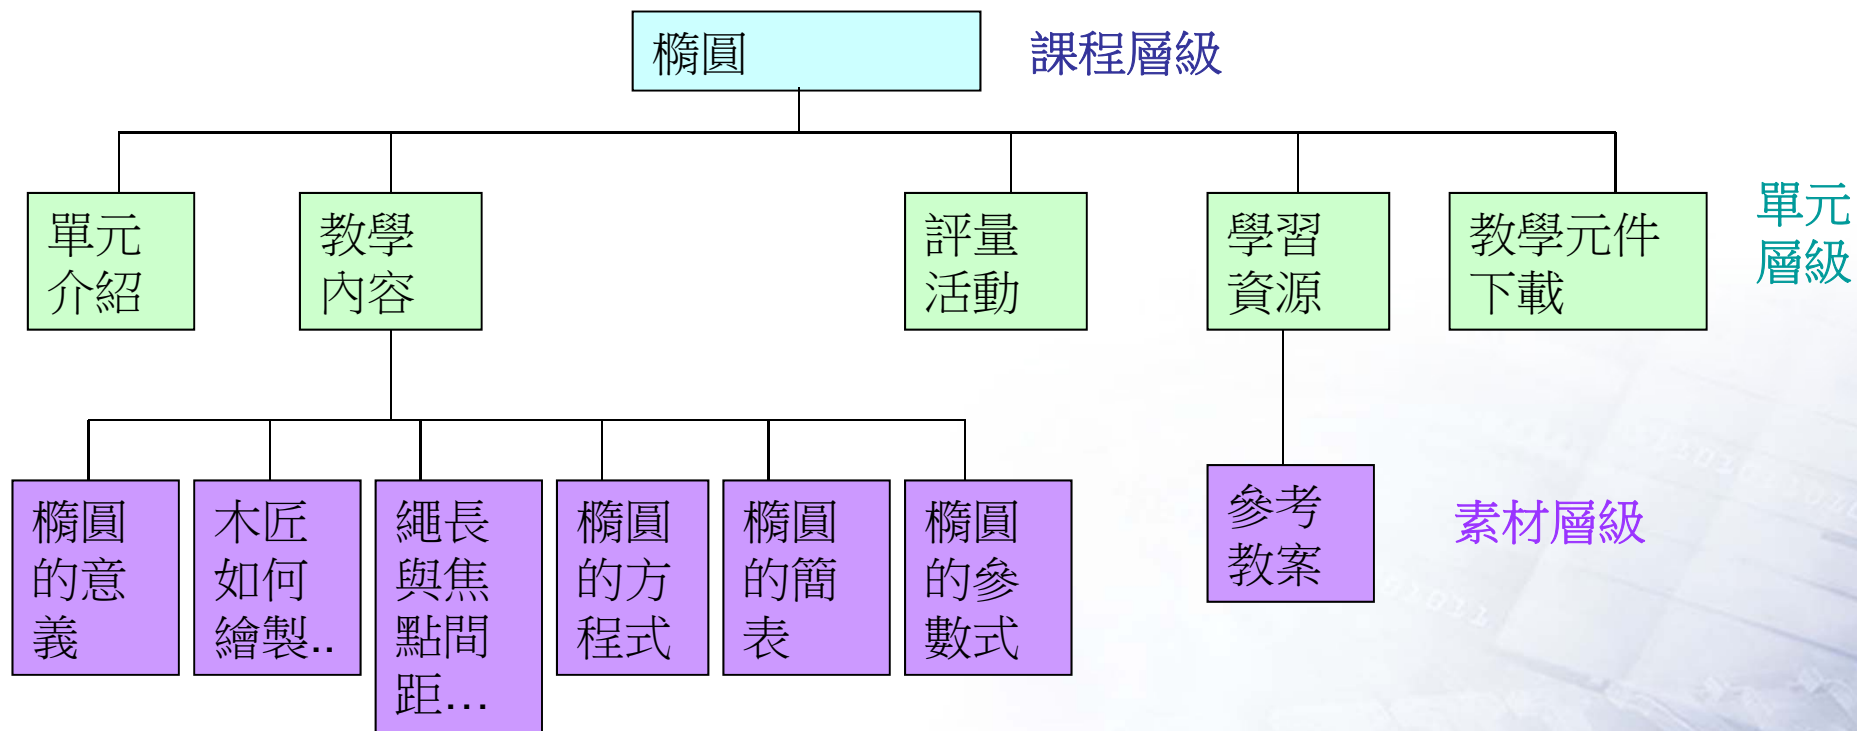 橢圓
課程層級
單元
介紹
教學
內容
評量
活動
學習
資源
教學元件
下載
單元
層級
橢圓
的意
義
木匠
如何
繪製..
繩長
與焦
點間
距...
橢圓
的方
程式
橢圓
的簡
表
橢圓
的參
數式
參考
教案
素材層級